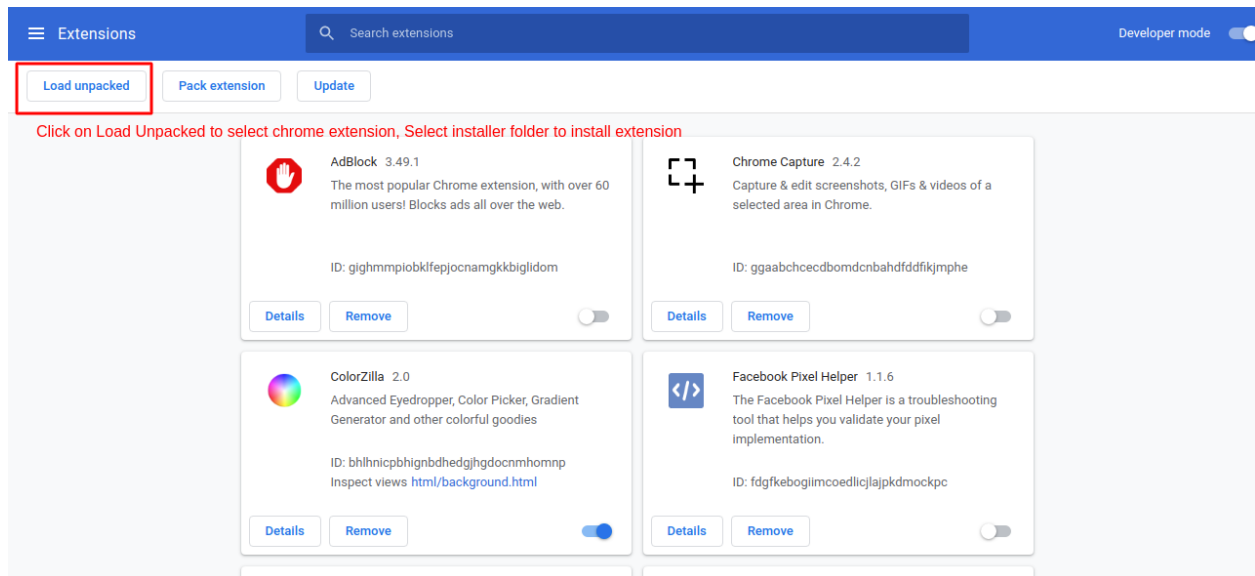 Extensions
Search extensions
Developer mode
Load unpacked
Pack extension
Update
Click on Load Unpacked to select chrome extension, Select installer folder to install extension
AdBlock 3.49.1
The most popular Chrome extension, with over 60
million users! Blocks ads all over the web.
ID: gighmmpiobklfepjocnamgkkbiglidom
Details
Remove
Chrome Capture 2.4.2
Capture & edit screenshots, GIFs & videos of a
selected area in Chrome.
ID: ggaabchcecdbomdcnbahdfddfikjmphe
Details
Remove
ColorZilla 2.0
Advanced Eyedropper, Color Picker, Gradient
Generator and other colorful goodies
ID: bhlhnicpbhignbdhedgjhgdocnmhomnp
Inspect views html/background.html
Details
Remove
Facebook Pixel Helper 1.1.6
The Facebook Pixel Helper is a troubleshooting
tool that helps you validate your pixel
implementation.
ID: fdgfkebogiimcoedlicjlajpkdmockpc
Details
Remove